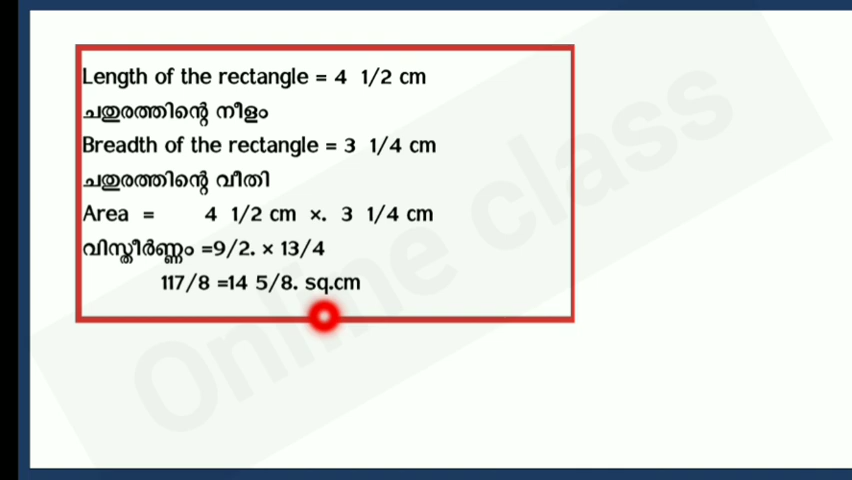 Length of the rectangle = 4 1/2 cm
ചതുരത്തിന്റെ നീളം
Breadth of the rectangle = 3 1/4 cm
ചതുരത്തിന്റെ വീതി
Area = 4 1/2 cm ×. 3 1/4 cm
വിസ്തീർണ്ണം =9/2. × 13/4
117/8 =14 5/8. sq.cm
Online class